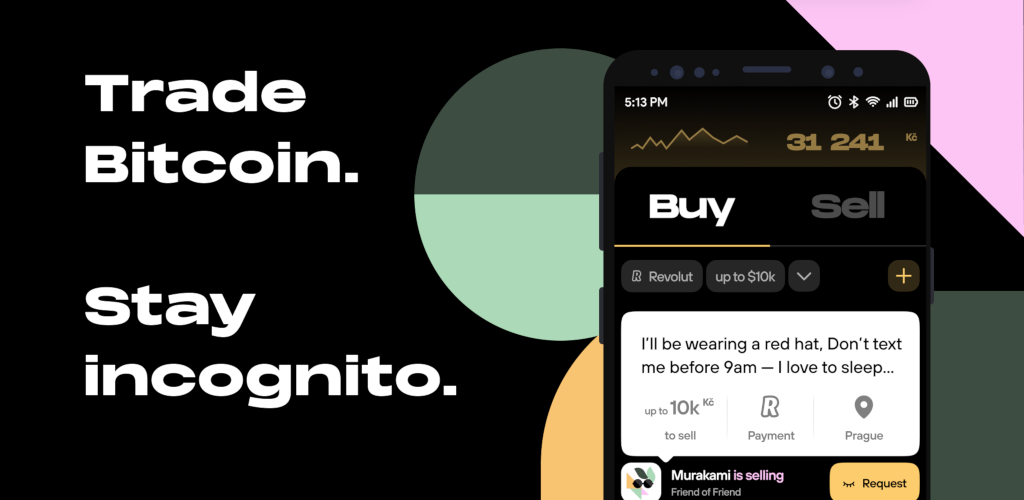 Trade
Bitcoin.
Stay
incognito.
5:13 PM
31 241 Kč
Buy Sell
Revolut up to $10k
I'll be wearing a red hat, Don't text
me before 9am — I love to sleep...
up to 10k Kč
to sell Payment Prague
Murakami is selling
Friend of Friend
Request